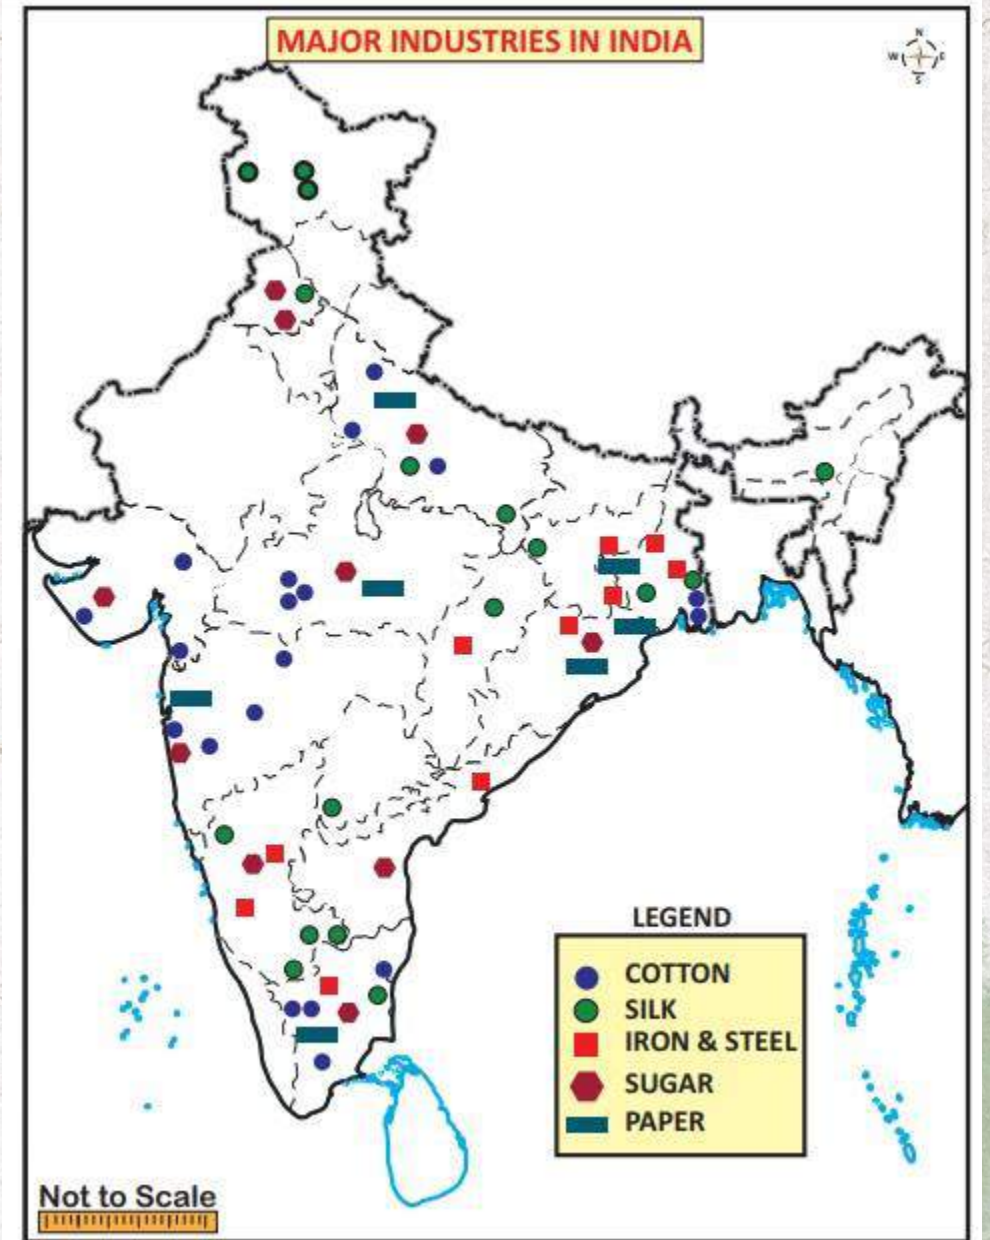 MAJOR INDUSTRIES IN INDIA
N
W E
S
LEGEND
COTTON
SILK
IRON & STEEL
SUGAR
PAPER
Not to Scale